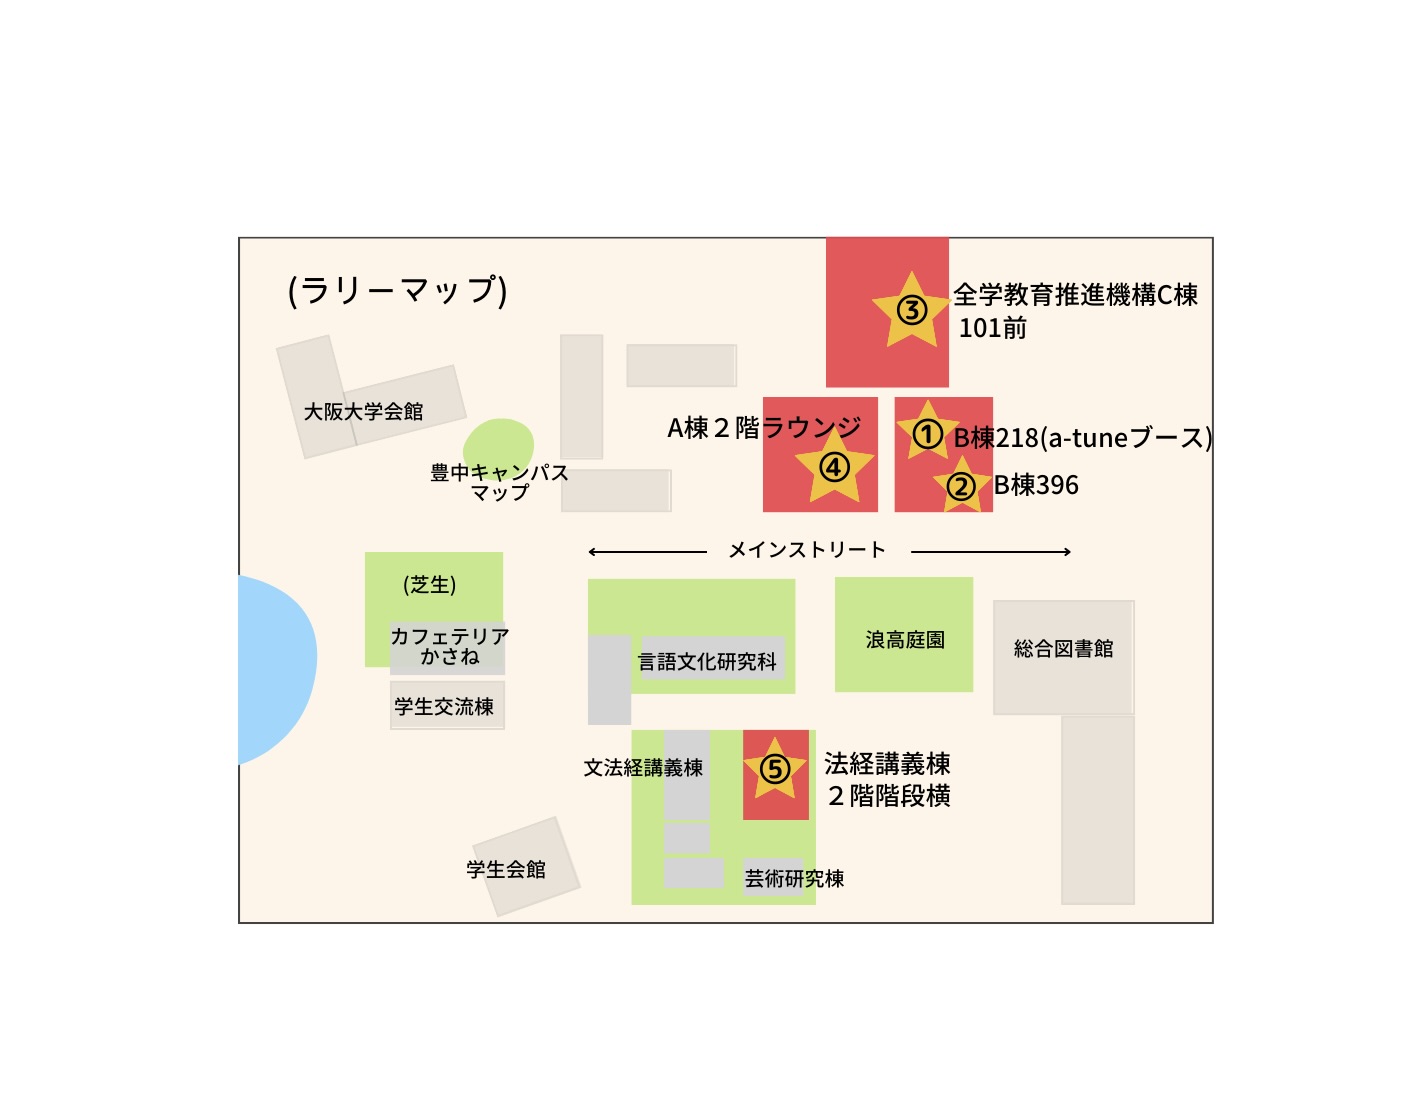 (ラリーマップ)
③
全学教育推進機構C棟
101前
大阪大学会館
A棟２階ラウンジ
④
①
B棟218(a-tuneブース)
②
B棟396
豊中キャンパス
マップ
メインストリート
(芝生)
カフェテリア
かさね
学生交流棟
言語文化研究科
浪高庭園
総合図書館
文法経講義棟
⑤
法経講義棟
２階階段横
学生会館
芸術研究棟